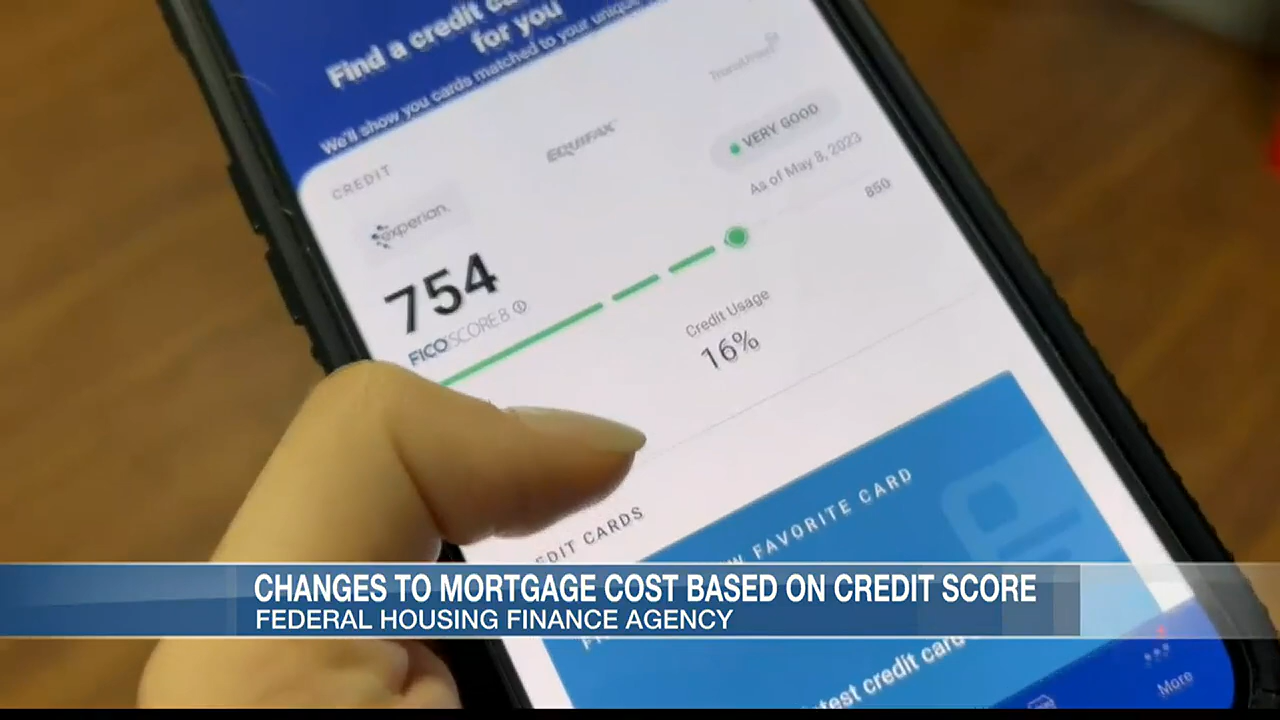 Find a credit
for you
We'll show you cards matched to your unique
TransUnion
CREDIT
EQUIFAX
VERY GOOD
experian.
As of May 8, 2023
850
754
FICO SCORE 8
Credit Usage
16%
CREDIT CARDS
FAVORITE CARD
CHANGES TO MORTGAGE COST BASED ON CREDIT SCORE
FEDERAL HOUSING FINANCE AGENCY
credit card
More